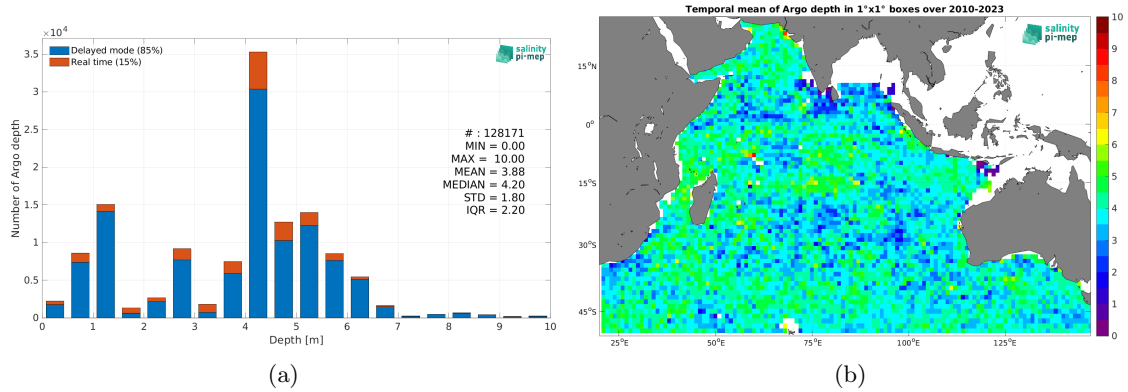 ×10⁴
Delayed mode (85%)
Real time (15%)
salinity
pi-mep
3.5
3
3.5
2
1.5
1
0.5
0
Number of Argo depth
# : 128171
MIN = 0.00
MAX = 10.00
MEAN = 3.88
MEDIAN = 4.20
STD = 1.80
IQR = 2.20
0 1 2 3 4 5 6 7 8 9 10
Depth [m]
(a)
Temporal mean of Argo depth in 1°x1° boxes over 2010-2023
salinity
pi-mep
15°N
0°
15°S
30°S
45°S
25°E 50°E 75°E 100°E 125°E
10
9
8
7
6
5
4
3
2
1
0
(b)